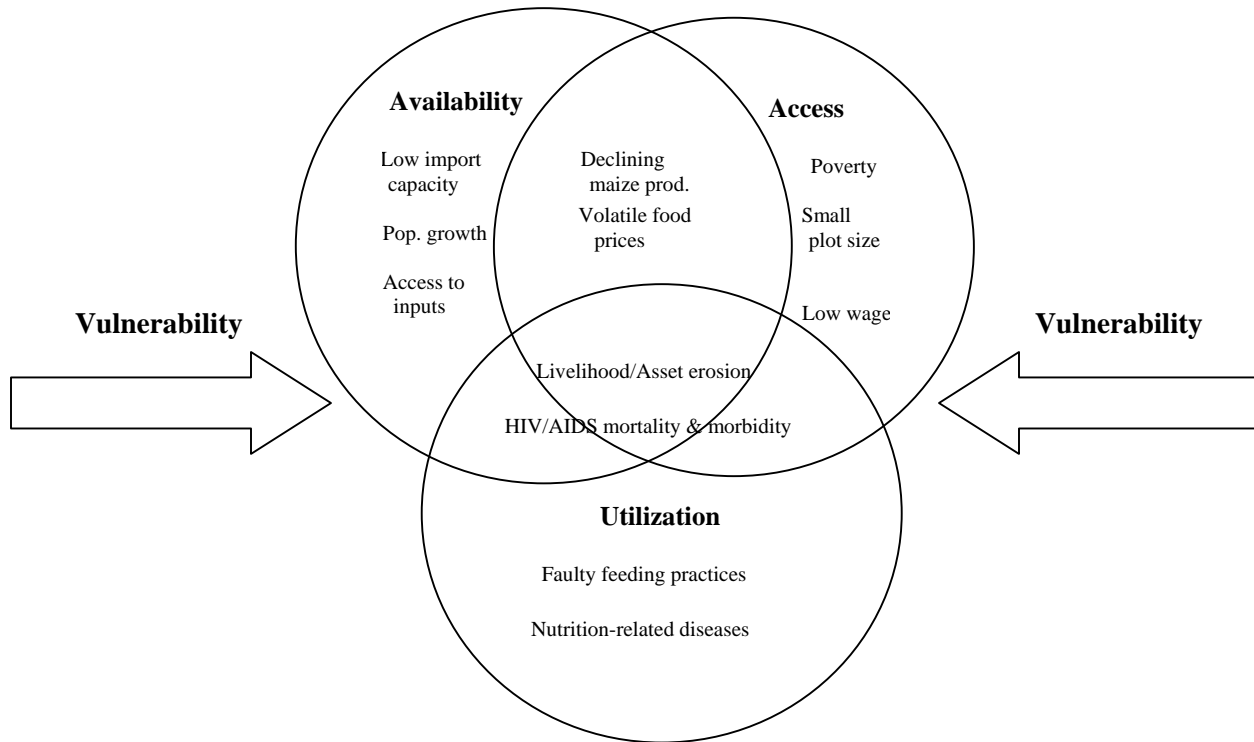 Availability
Access
Low import
capacity
Declining
maize prod.
Poverty
Volatile food
prices
Small
plot size
Pop. growth
Access to
inputs
Low wage
Vulnerability
Vulnerability
Livelihood/Asset erosion
HIV/AIDS mortality & morbidity
Utilization
Faulty feeding practices
Nutrition-related diseases